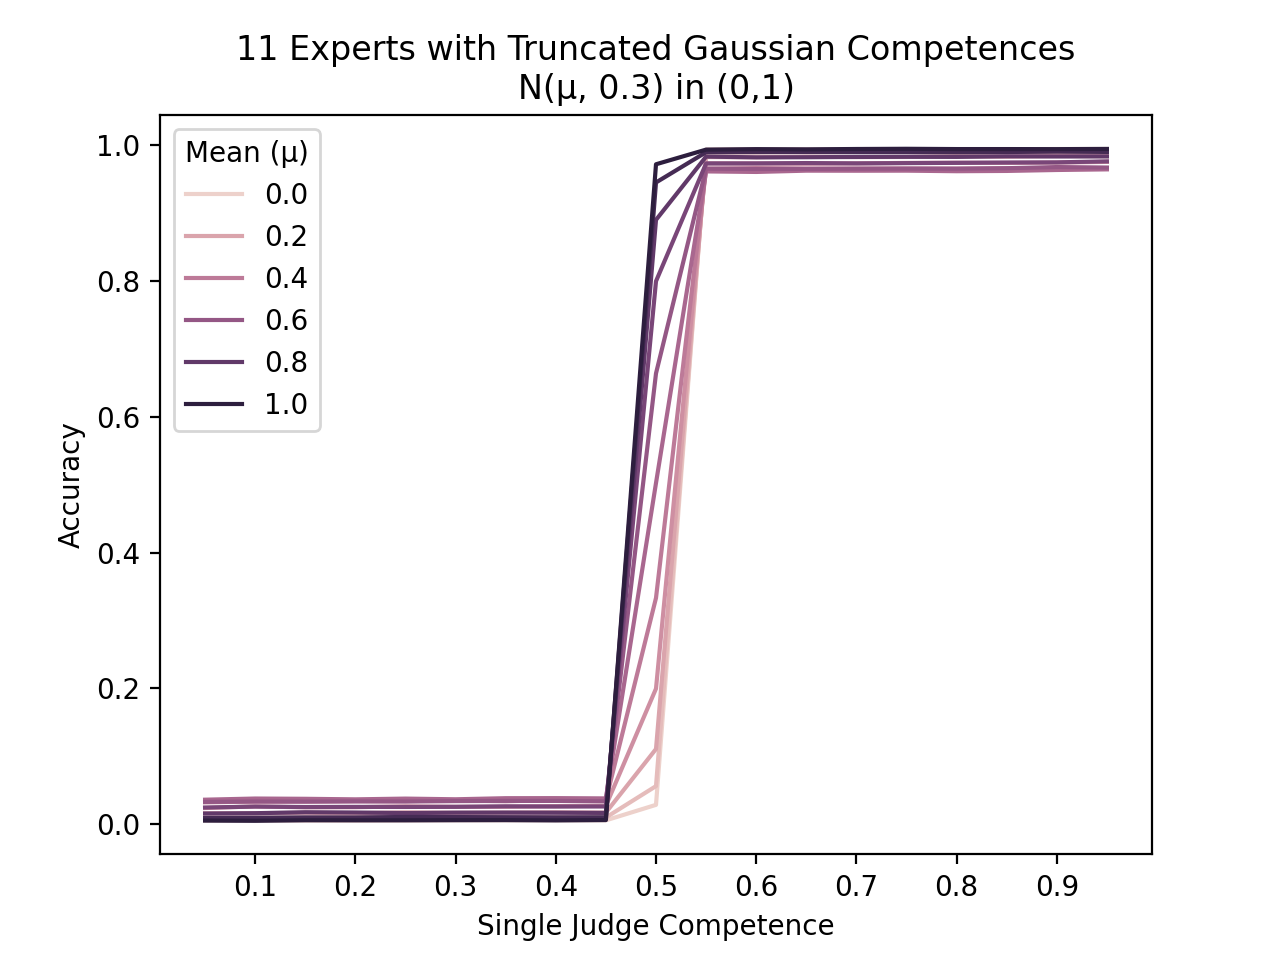 11 Experts with Truncated Gaussian Competences
N(μ, 0.3) in (0,1)
Mean (μ)
0.0
0.2
0.4
0.6
0.8
1.0
1.0
0.8
0.6
0.4
0.2
0.0
Accuracy
0.1 0.2 0.3 0.4 0.5 0.6 0.7 0.8 0.9
Single Judge Competence